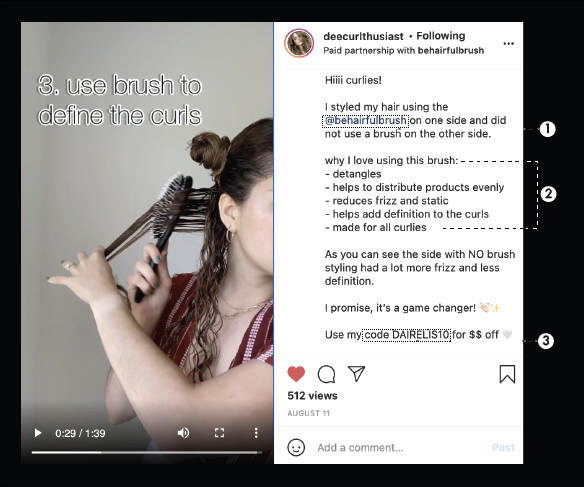 3. use brush to
define the curls
0:29 / 1:39
deecurlthusiast • Following
Paid partnership with behairfulbrush
Hiiii curlies!
I styled my hair using the
@behairfulbrush on one side and did
not use a brush on the other side.
1
why I love using this brush:
- detangles
- helps to distribute products evenly
- reduces frizz and static
- helps add definition to the curls
- made for all curlies
2
As you can see the side with NO brush
styling had a lot more frizz and less
definition.
I promise, it's a game changer! 👏🏻✨
Use my code DAIRELIS10 for $$ off 🤍
3
512 views
AUGUST 11
Add a comment...
Post